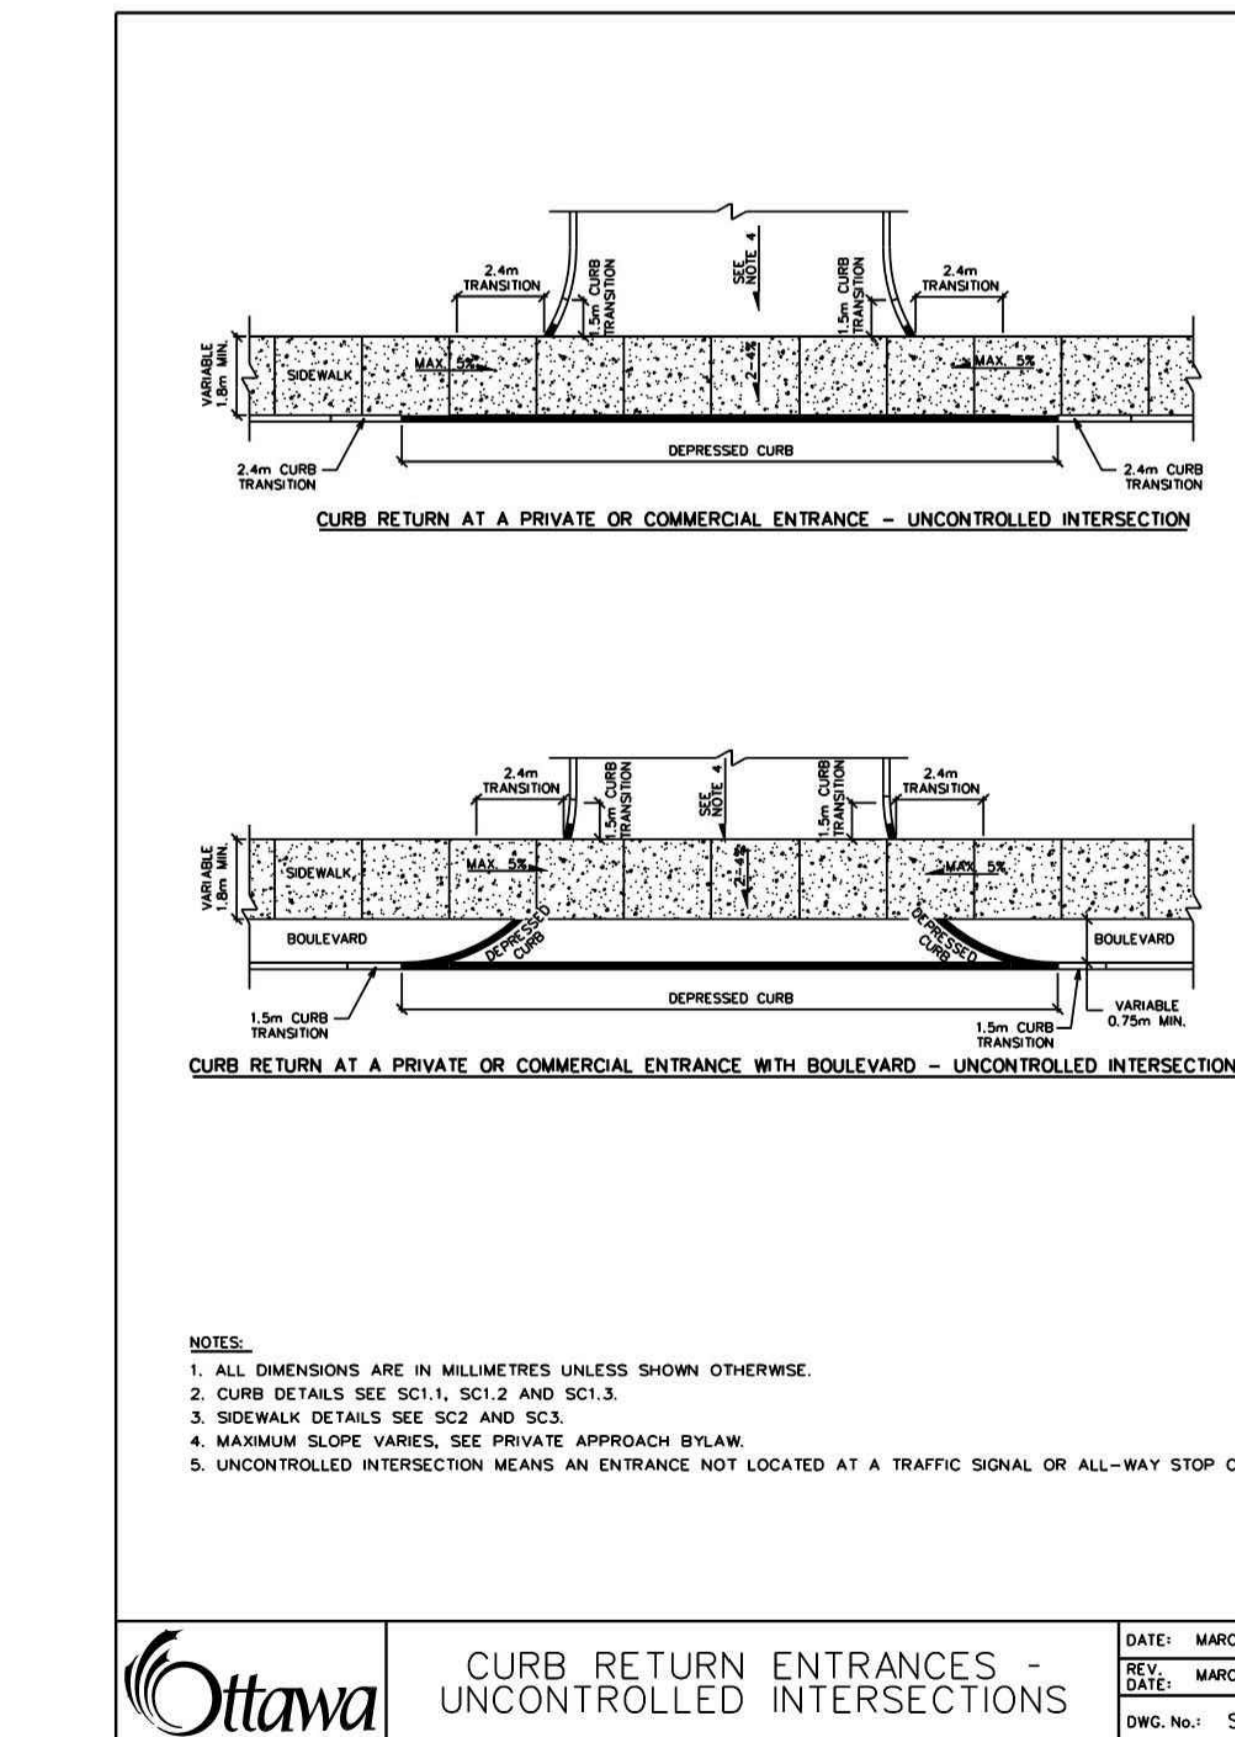 2.4m
TRANSITION
1.5m CURB
TRANSITION
SEE
NOTE 4
1.5m CURB
TRANSITION
2.4m
TRANSITION
VARIABLE
1.8m MIN.
SIDEWALK
MAX. 5%
2-4%
MAX. 5%
DEPRESSED CURB
2.4m CURB
TRANSITION
2.4m CURB
TRANSITION
CURB RETURN AT A PRIVATE OR COMMERCIAL ENTRANCE - UNCONTROLLED INTERSECTION
2.4m
TRANSITION
1.5m CURB
TRANSITION
SEE
NOTE 4
1.5m CURB
TRANSITION
2.4m
TRANSITION
VARIABLE
1.8m MIN.
SIDEWALK
MAX. 5%
2-4%
MAX. 5%
BOULEVARD
DEPRESSED
CURB
DEPRESSED
CURB
BOULEVARD
DEPRESSED CURB
1.5m CURB
TRANSITION
1.5m CURB
TRANSITION
VARIABLE
0.75m MIN.
CURB RETURN AT A PRIVATE OR COMMERCIAL ENTRANCE WITH BOULEVARD - UNCONTROLLED INTERSECTION
NOTES:
1. ALL DIMENSIONS ARE IN MILLIMETRES UNLESS SHOWN OTHERWISE.
2. CURB DETAILS SEE SC1.1, SC1.2 AND SC1.3.
3. SIDEWALK DETAILS SEE SC2 AND SC3.
4. MAXIMUM SLOPE VARIES, SEE PRIVATE APPROACH BYLAW.
5. UNCONTROLLED INTERSECTION MEANS AN ENTRANCE NOT LOCATED AT A TRAFFIC SIGNAL OR ALL-WAY STOP
Ottawa
CURB RETURN ENTRANCES -
UNCONTROLLED INTERSECTIONS
DATE: MARC
REV.
DATE: MARC
DWG. No.: S